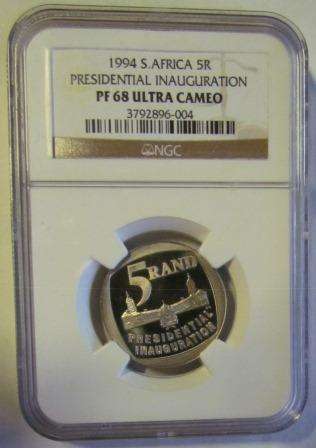 1994 S.AFRICA 5R
PRESIDENTIAL INAUGURATION
PF 68 ULTRA CAMEO
3792896-004
NGC
5 RAND
PRESIDENTIAL
INAUGURATION